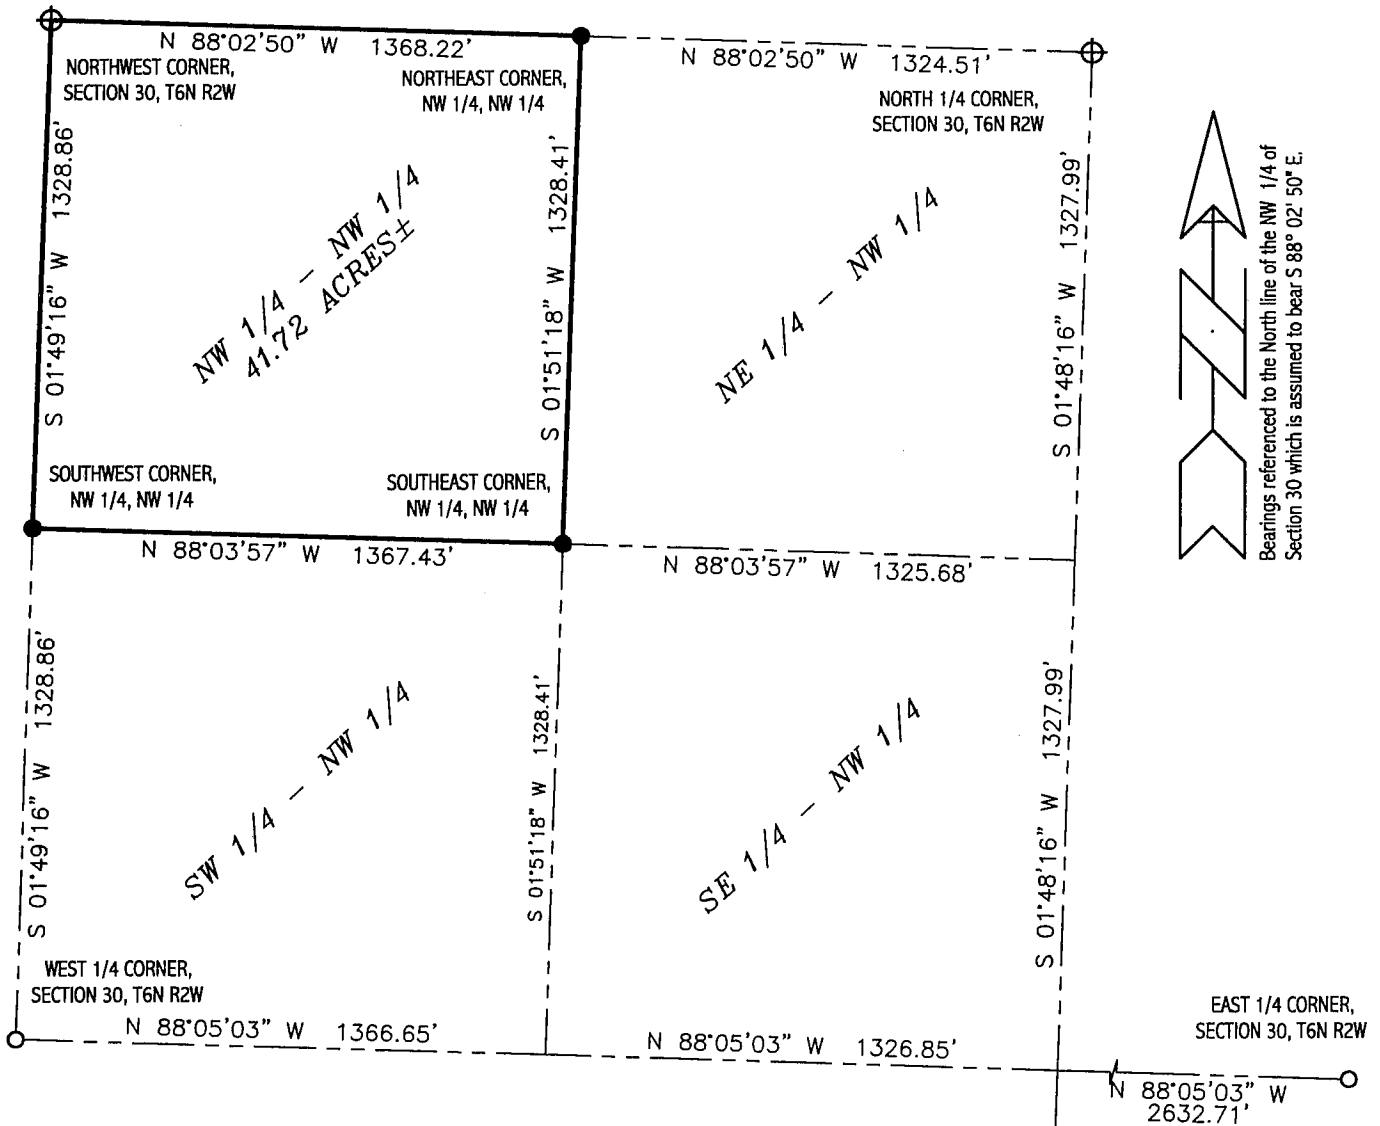 N 88°02'50" W 1368.22'
N 88°02'50" W 1324.51'
NORTHWEST CORNER,
SECTION 30, T6N R2W
NORTHEAST CORNER,
NW 1/4, NW 1/4
NORTH 1/4 CORNER,
SECTION 30, T6N R2W
S 01°49'16" W 1328.86'
NW 1/4 - NW 1/4
41.72 ACRES±
S 01°51'18" W 1328.41'
NE 1/4 - NW 1/4
S 01°48'16" W 1327.99'
Bearings referenced to the North line of the NW 1/4 of
Section 30 which is assumed to bear S 88° 02' 50" E.
SOUTHWEST CORNER,
NW 1/4, NW 1/4
SOUTHEAST CORNER,
NW 1/4, NW 1/4
N 88°03'57" W 1367.43'
N 88°03'57" W 1325.68'
S 01°49'16" W 1328.86'
SW 1/4 - NW 1/4
S 01°51'18" W 1328.41'
SE 1/4 - NW 1/4
S 01°48'16" W 1327.99'
WEST 1/4 CORNER,
SECTION 30, T6N R2W
EAST 1/4 CORNER,
SECTION 30, T6N R2W
N 88°05'03" W 1366.65'
N 88°05'03" W 1326.85'
N 88°05'03" W
2632.71'